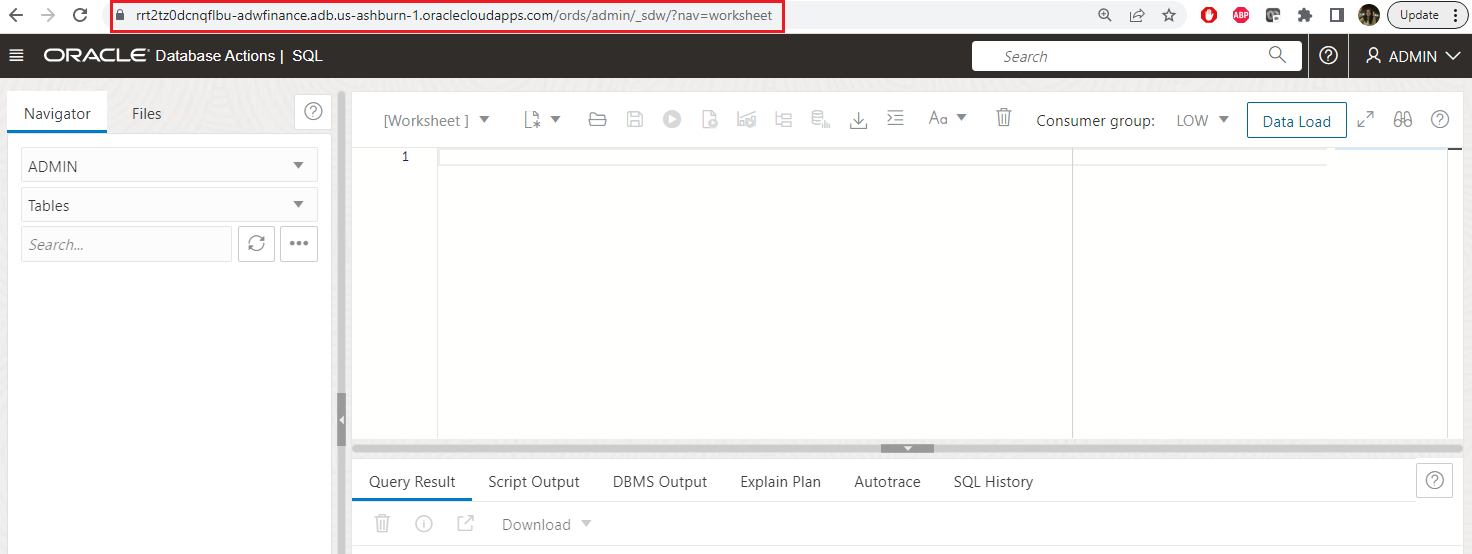 rrt2tz0dcnqflbu-adwfinance.adb.us-ashburn-1.oraclecloudapps.com/ords/admin/_sdw/?nav=worksheet
ABP
Update
ORACLE Database Actions | SQL
Search
ADMIN
Navigator
Files
ADMIN
Tables
Search...
[Worksheet ]
Aa
Consumer group:
LOW
Data Load
1
Query Result
Script Output
DBMS Output
Explain Plan
Autotrace
SQL History
Download